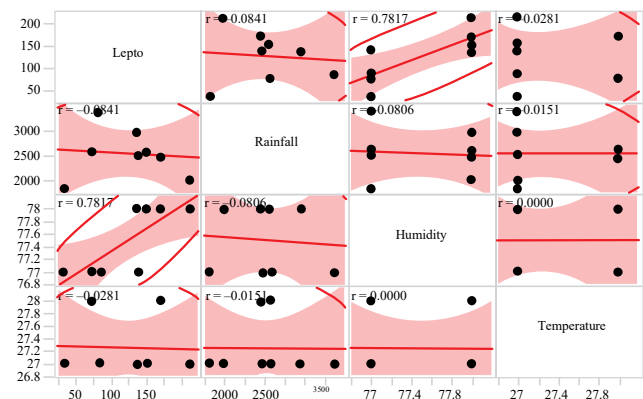 200
150
100
50
Lepto
r = –0.0841
r = 0.7817
r = –0.0281
3000
2500
2000
r = –0.0841
Rainfall
r = –0.0806
r = –0.0151
78
77.8
77.4
77.2
77
76.8
r = 0.7817
r = –0.0806
Humidity
r = 0.0000
28
27.8
27.6
27.4
27.2
27
26.8
r = –0.0281
r = –0.0151
r = 0.0000
Temperature
50 100 150 2000 2500 3500 77 77.4 77.8 27 27.4 27.8